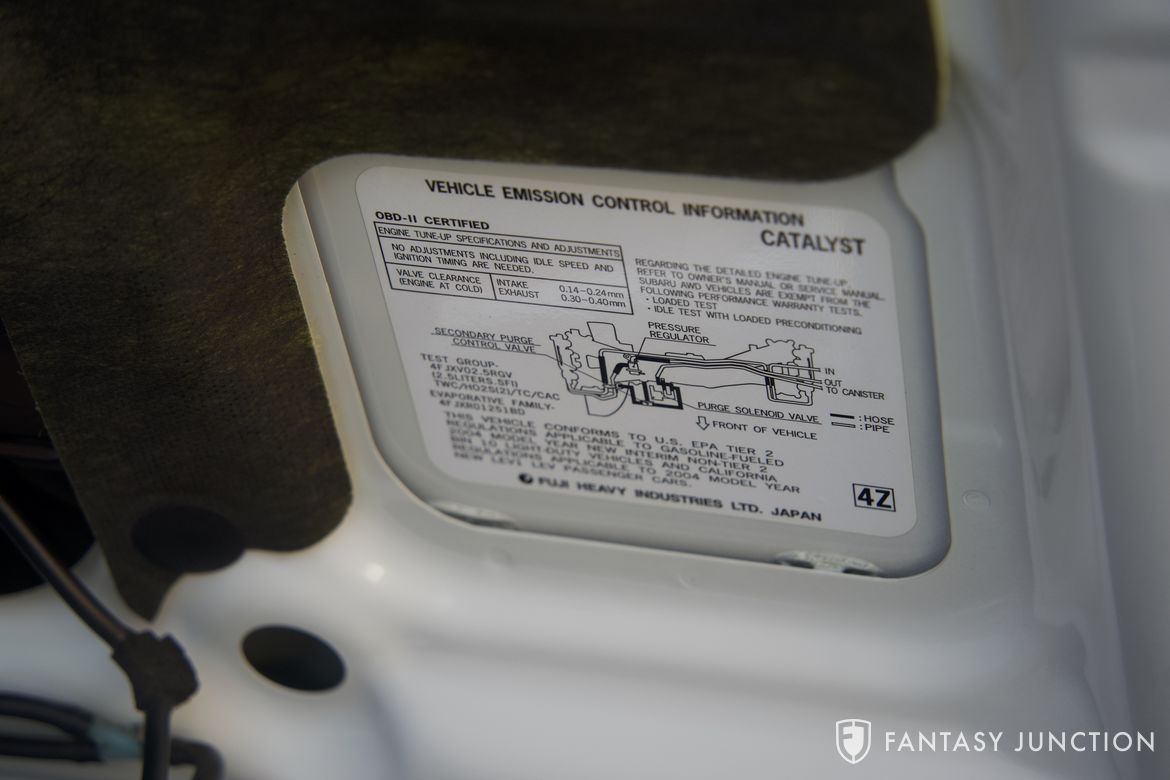 VEHICLE EMISSION CONTROL INFORMATION
CATALYST
OBD-II CERTIFIED
ENGINE TUNE-UP SPECIFICATIONS AND ADJUSTMENTS
NO ADJUSTMENTS INCLUDING IDLE SPEED AND
IGNITION TIMING ARE NEEDED.
VALVE CLEARANCE
(ENGINE AT COLD)
INTAKE 0.14-0.24mm
EXHAUST 0.30-0.40mm
REGARDING THE DETAILED ENGINE TUNE-UP,
REFER TO OWNER'S MANUAL OR SERVICE MANUAL.
SUBARU AWD VEHICLES ARE EXEMPT FROM THE
FOLLOWING PERFORMANCE WARRANTY TESTS.
· LOADED TEST
· IDLE TEST WITH LOADED PRECONDITIONING
PRESSURE
REGULATOR
SECONDARY PURGE
CONTROL VALVE
IN
OUT
TO CANISTER
PURGE SOLENOID VALVE
FRONT OF VEHICLE
: HOSE
: PIPE
TEST GROUP-
4FJXV02.5RGV
(2.5LITERS.SFI)
TWC/HO2S(2)/TC/CAC
EVAPORATIVE FAMILY-
4FJXR01251BD
THIS VEHICLE CONFORMS TO U.S. EPA TIER 2
REGULATIONS APPLICABLE TO GASOLINE-FUELED
2004 MODEL YEAR NEW INTERIM NON-TIER 2
BIN 10 LIGHT-DUTY VEHICLES AND CALIFORNIA
REGULATIONS APPLICABLE TO 2004 MODEL YEAR
NEW LEV1 LEV PASSENGER CARS.
FUJI HEAVY INDUSTRIES LTD. JAPAN
4Z
FANTASY JUNCTION